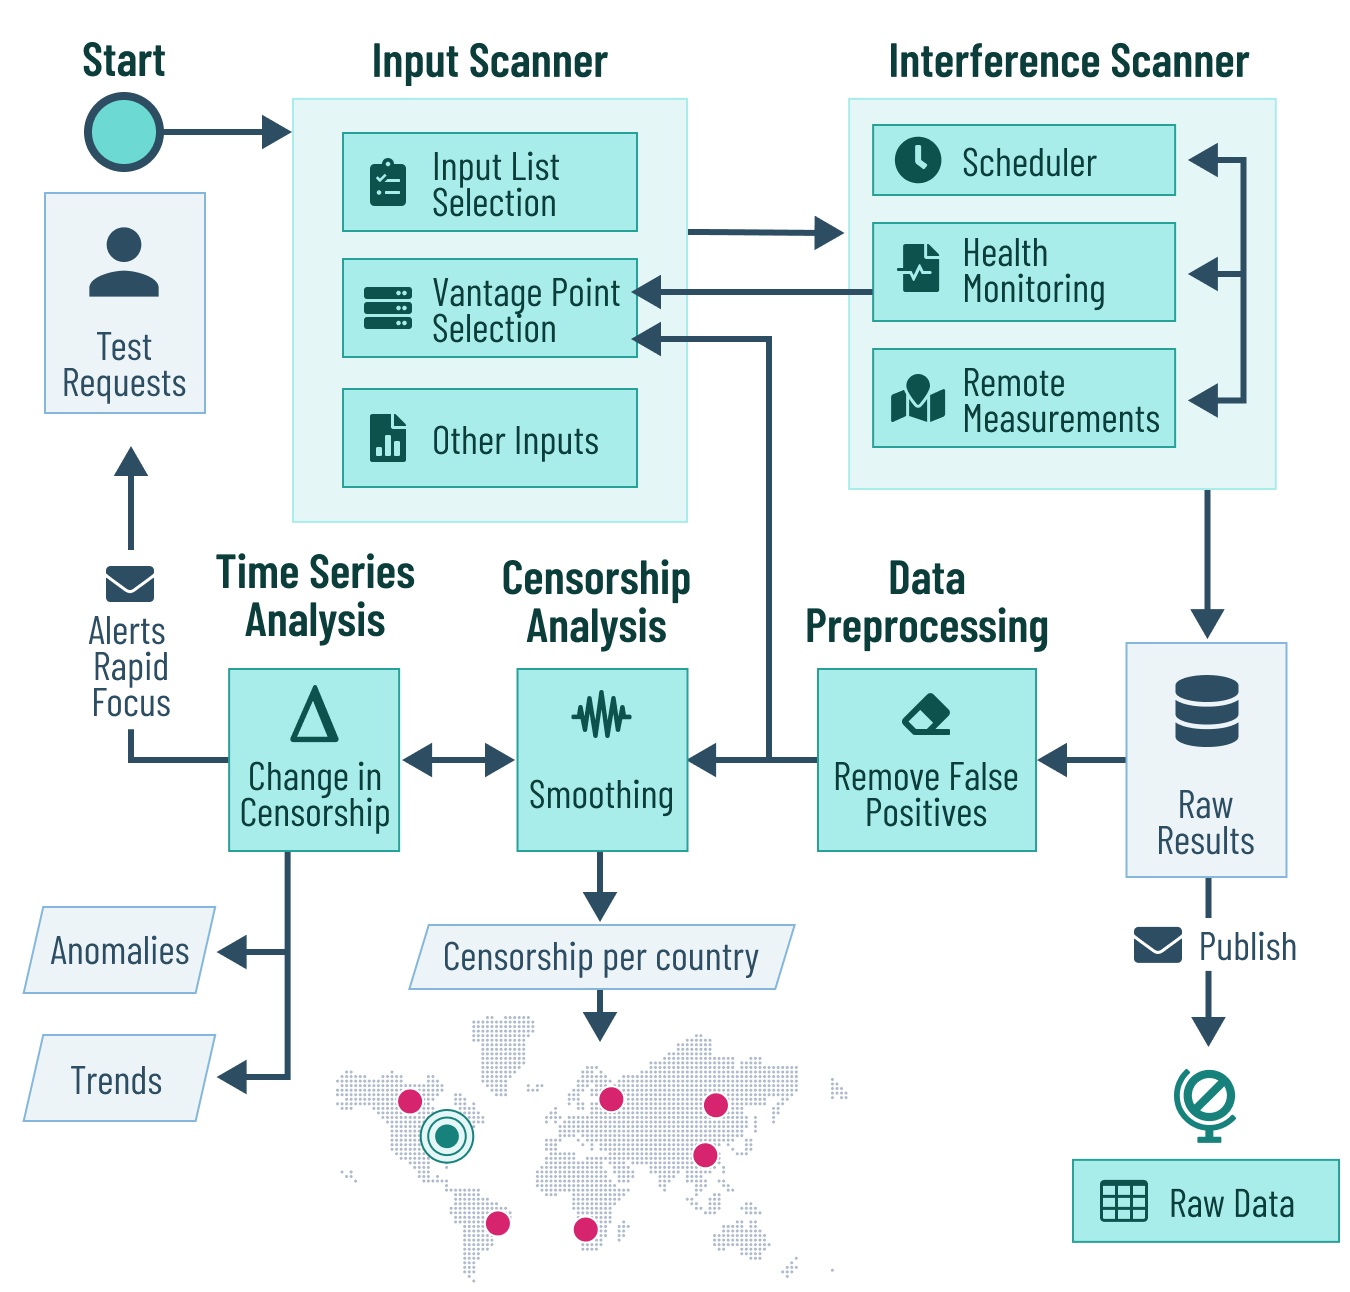 Start
Input Scanner
Interference Scanner
Input List
Selection
Vantage Point
Selection
Other Inputs
Scheduler
Health
Monitoring
Remote
Measurements
Test
Requests
Alerts
Rapid
Focus
Time Series
Analysis
Censorship
Analysis
Data
Preprocessing
Change in
Censorship
Smoothing
Remove False
Positives
Raw
Results
Anomalies
Trends
Censorship per country
Publish
Raw Data